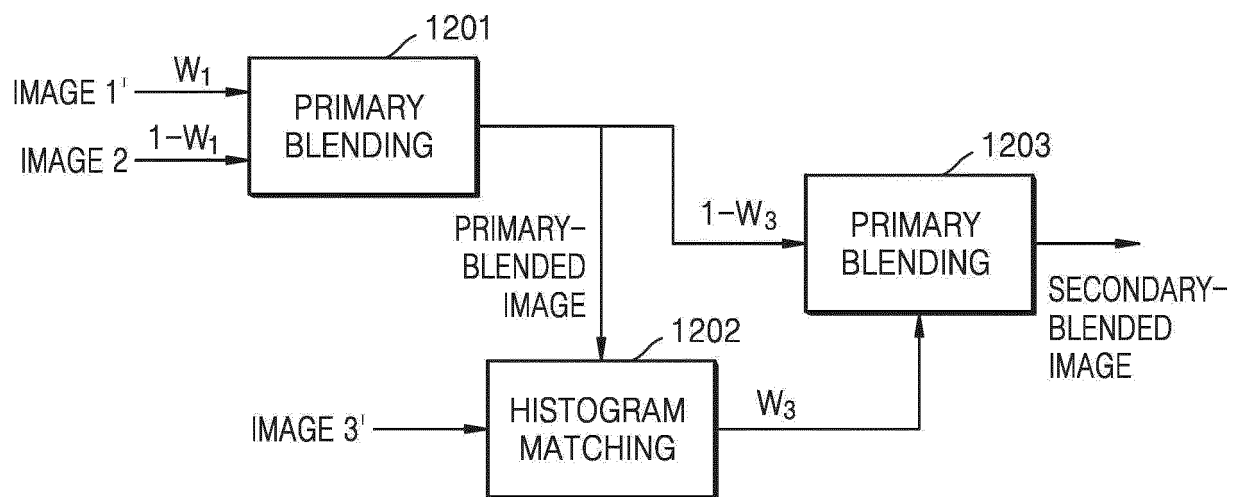 1201
IMAGE 1'
W1
IMAGE 2
1-W1
PRIMARY
BLENDING
PRIMARY-
BLENDED
IMAGE
1-W3
1203
PRIMARY
BLENDING
SECONDARY-
BLENDED
IMAGE
1202
IMAGE 3'
HISTOGRAM
MATCHING
W3